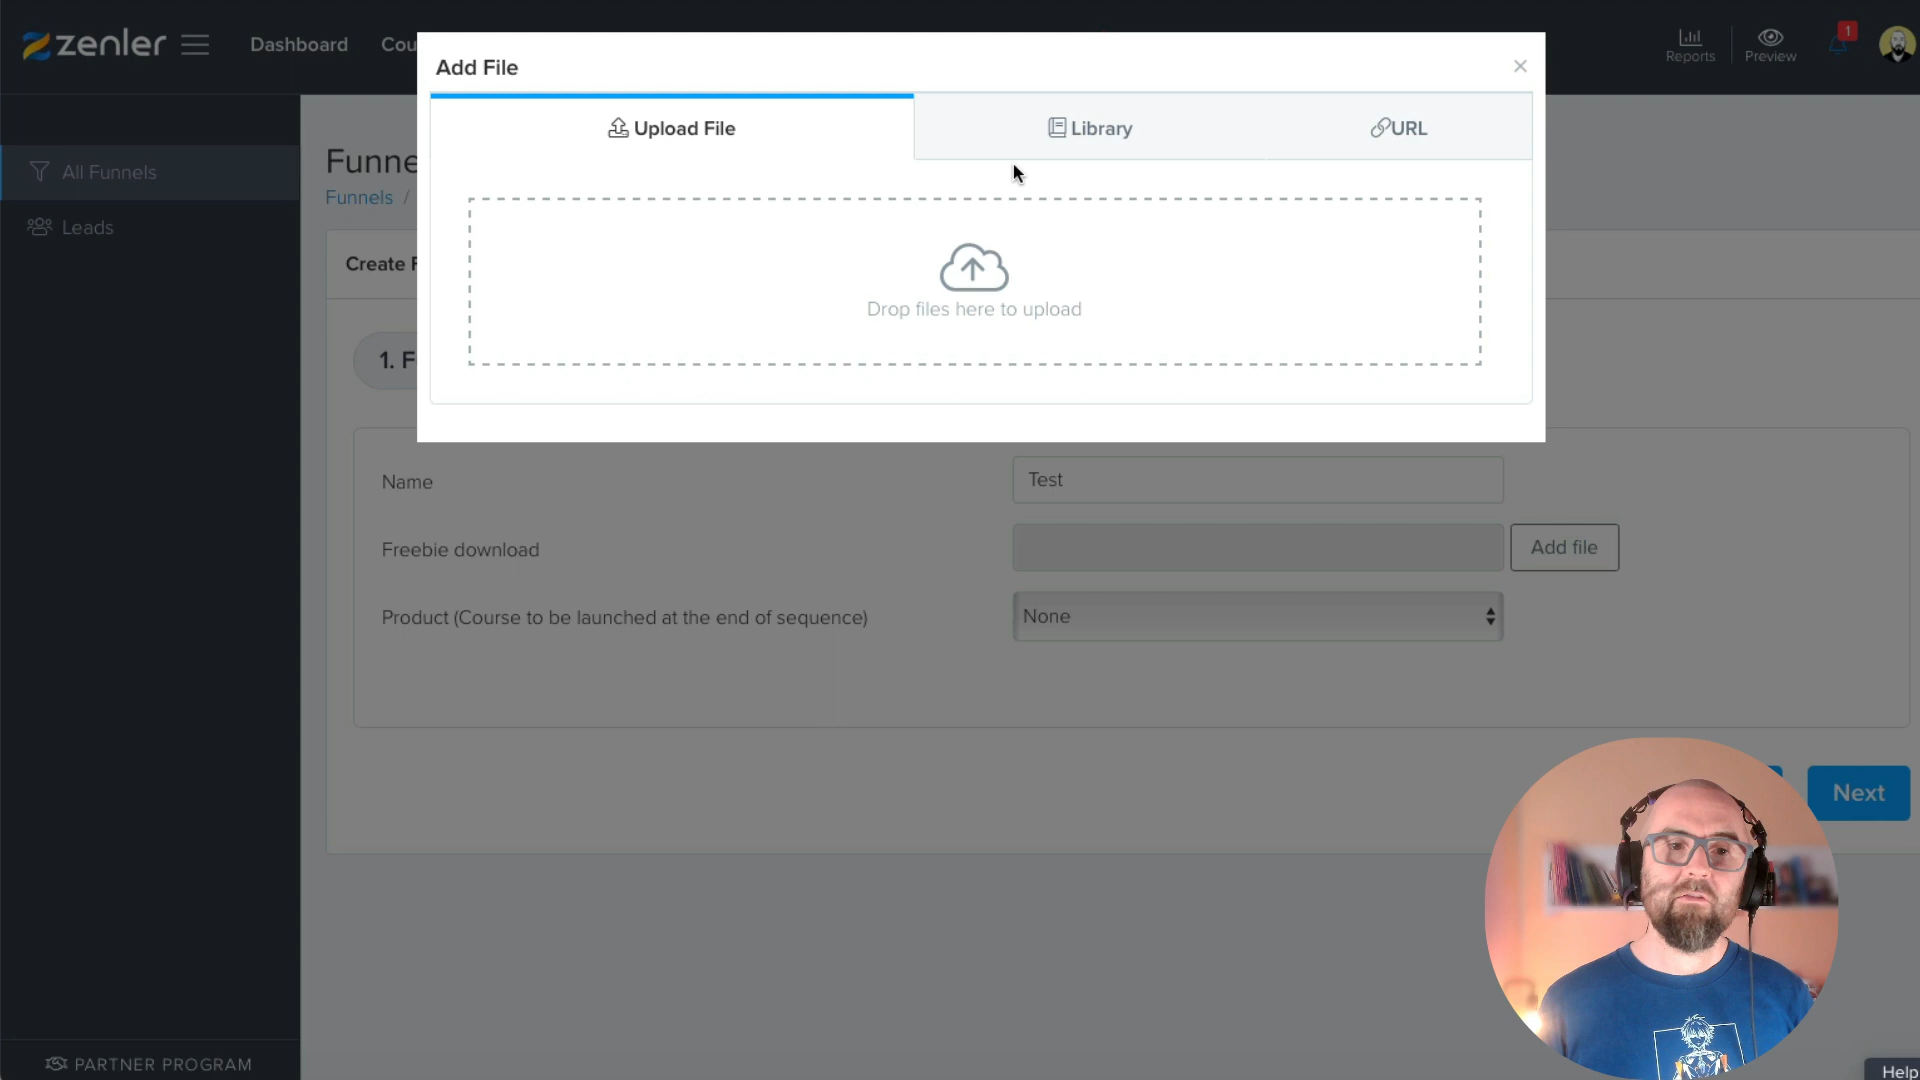 zenler
Dashboard
Cou
Reports
Preview
1
Add File
Upload File
Library
URL
Drop files here to upload
All Funnels
Leads
Funne
Funnels /
Create F
1. F
Name
Test
Freebie download
Add file
Product (Course to be launched at the end of sequence)
None
Next
PARTNER PROGRAM
Help